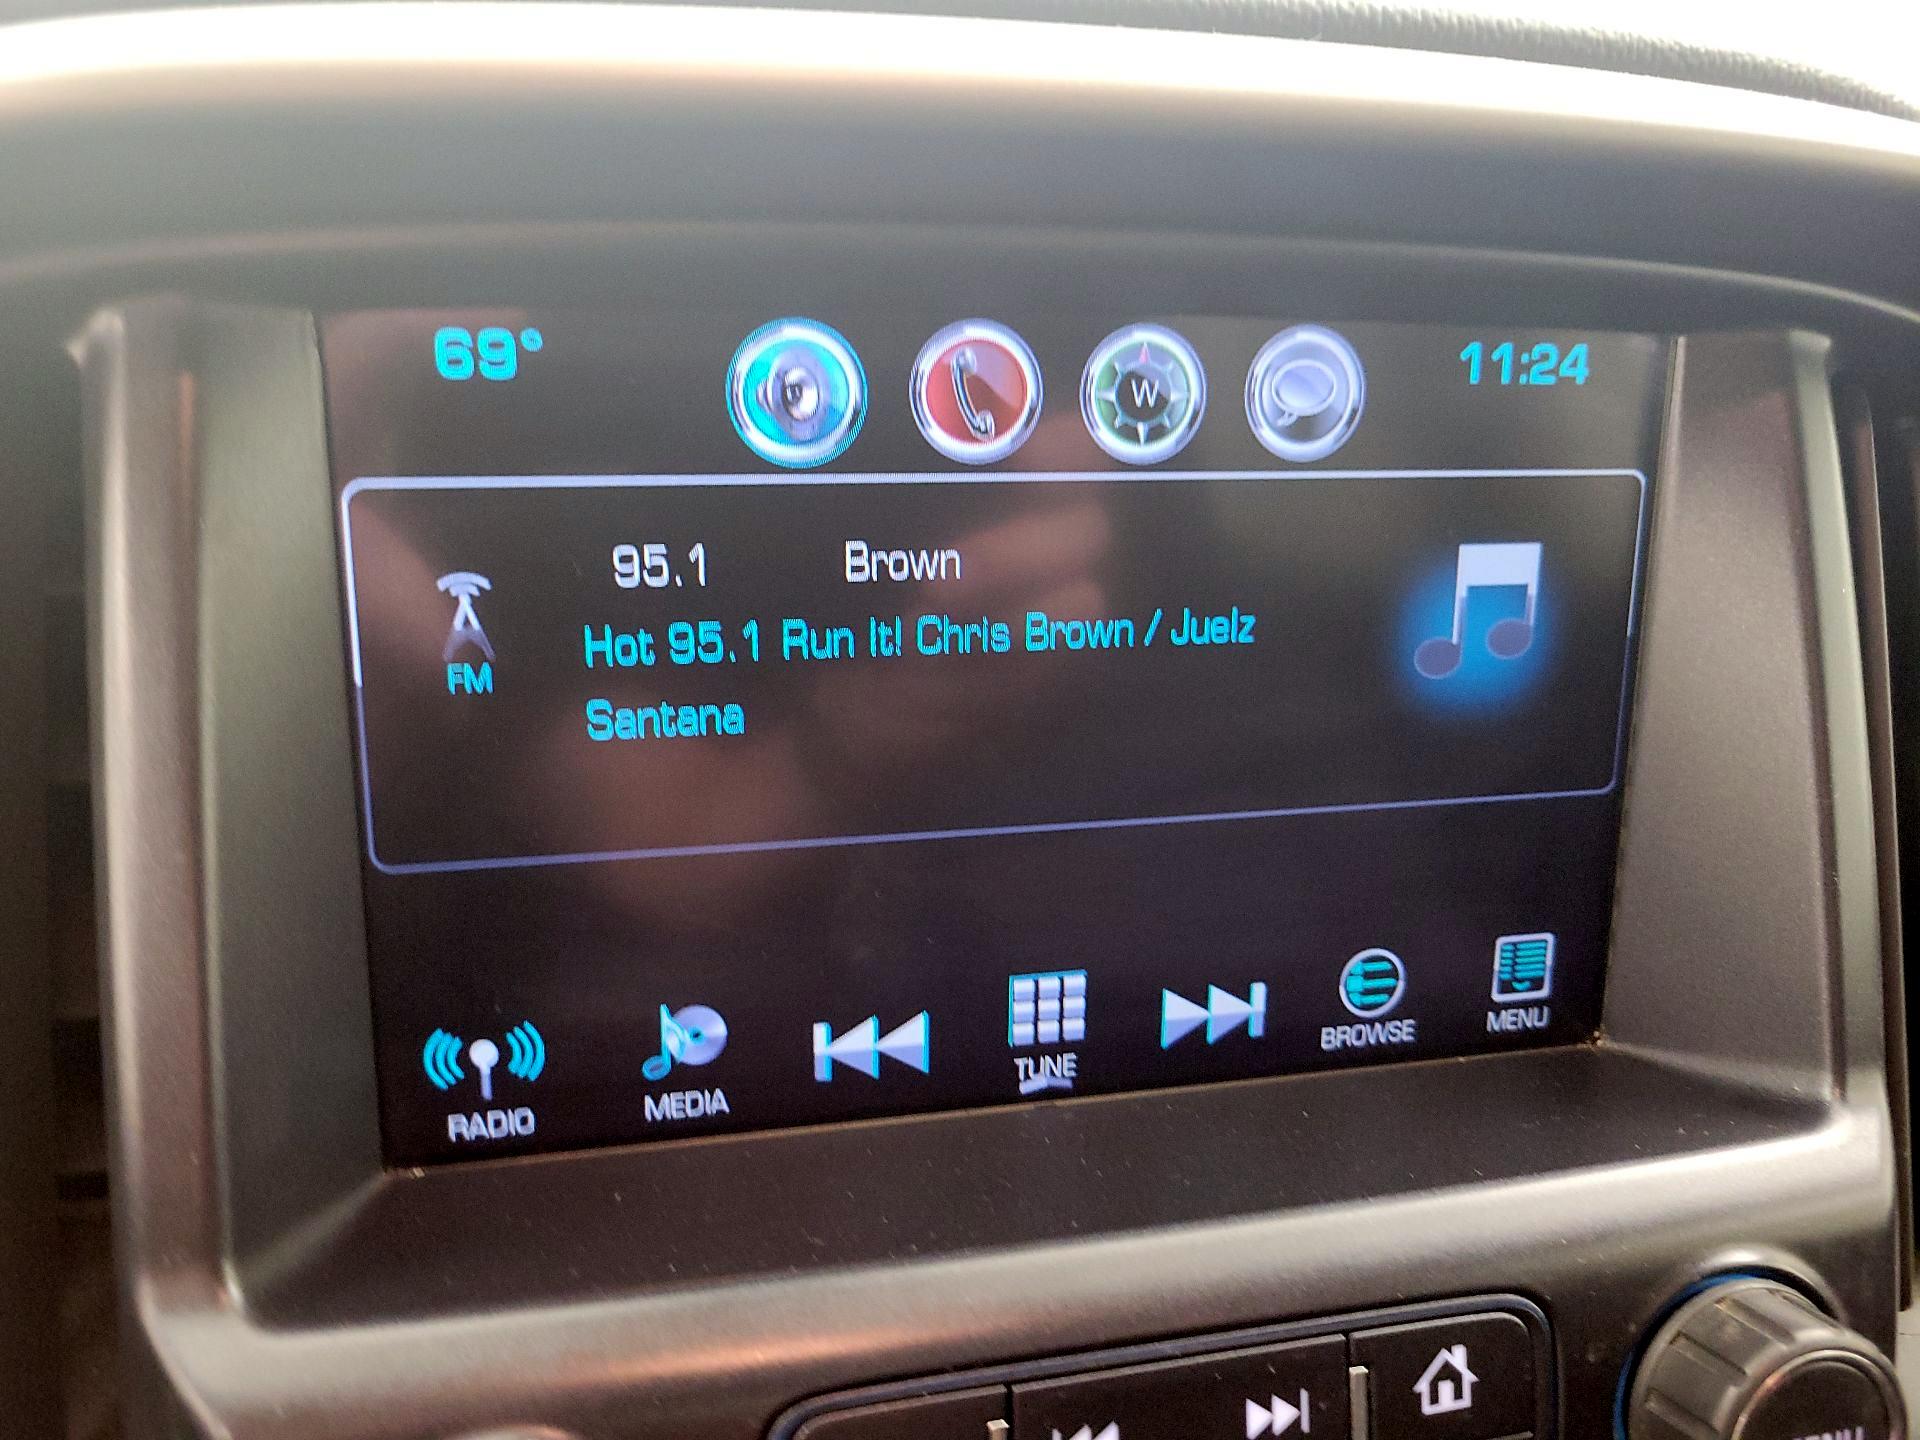 69° 11:24
W
95.1 Brown
FM Hot 95.1 Run It! Chris Brown / Juelz
Santana
RADIO MEDIA TUNE BROWSE MENU
MENU